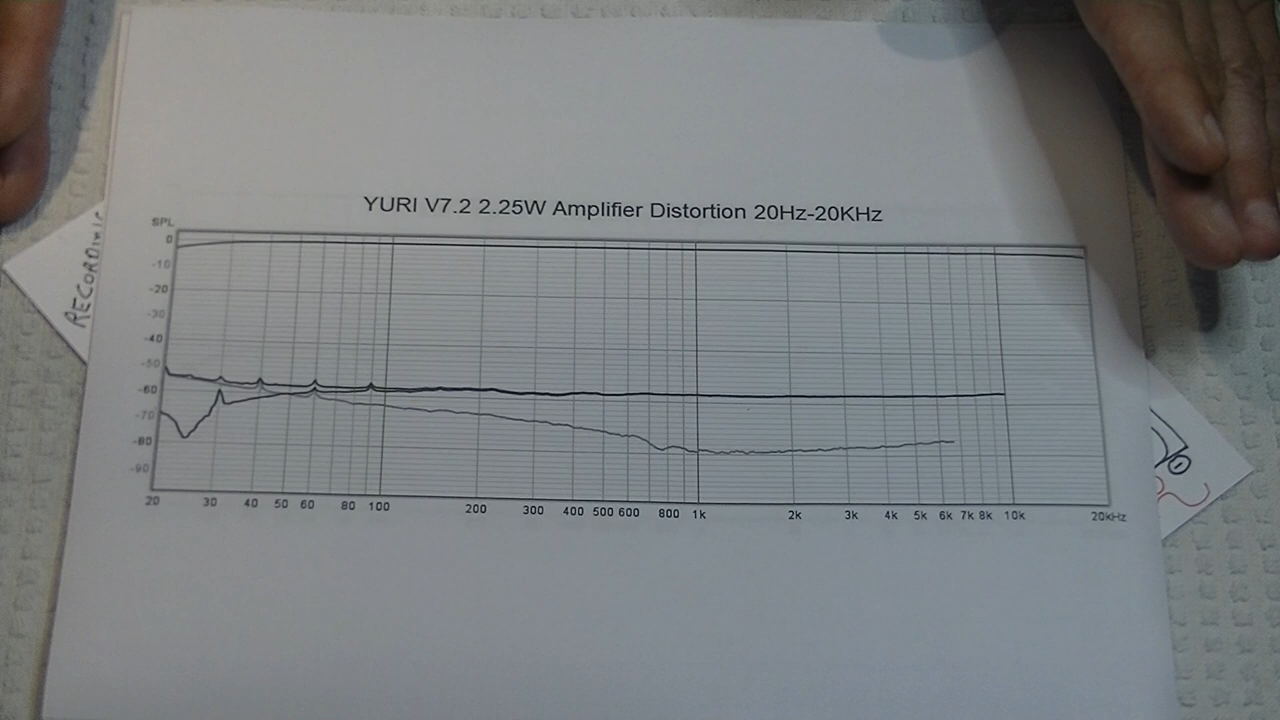 YURI V7.2 2.25W Amplifier Distortion 20Hz-20KHz
SPL
0
-10
-20
-30
-40
-50
-60
-70
-80
-90
20 30 40 50 60 80 100 200 300 400 500 600 800 1k 2k 3k 4k 5k 6k 7k 8k 10k 20kHz
RECORDING